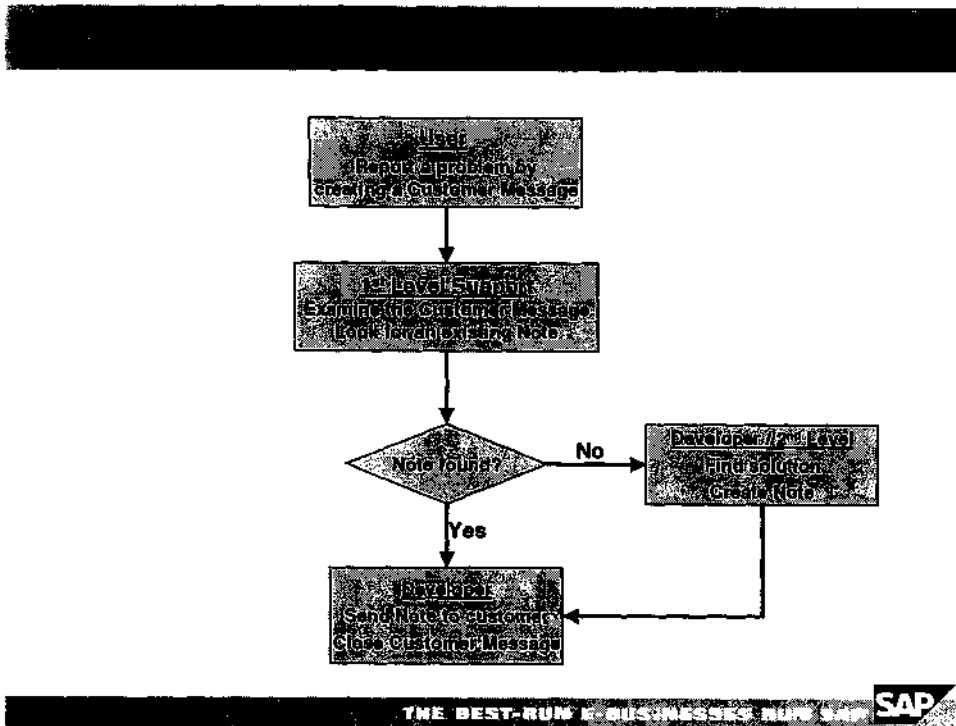 User
Report a problem by
creating a Customer Message
1st Level Support
Examine the Customer Message
Look for an existing Note
Note found?
No
Developer / 2nd Level
Find solution
Create Note
Yes
Developer
Send Note to customer
Close Customer Message
THE BEST-RUN E-BUSINESSES RUN SAP
SAP